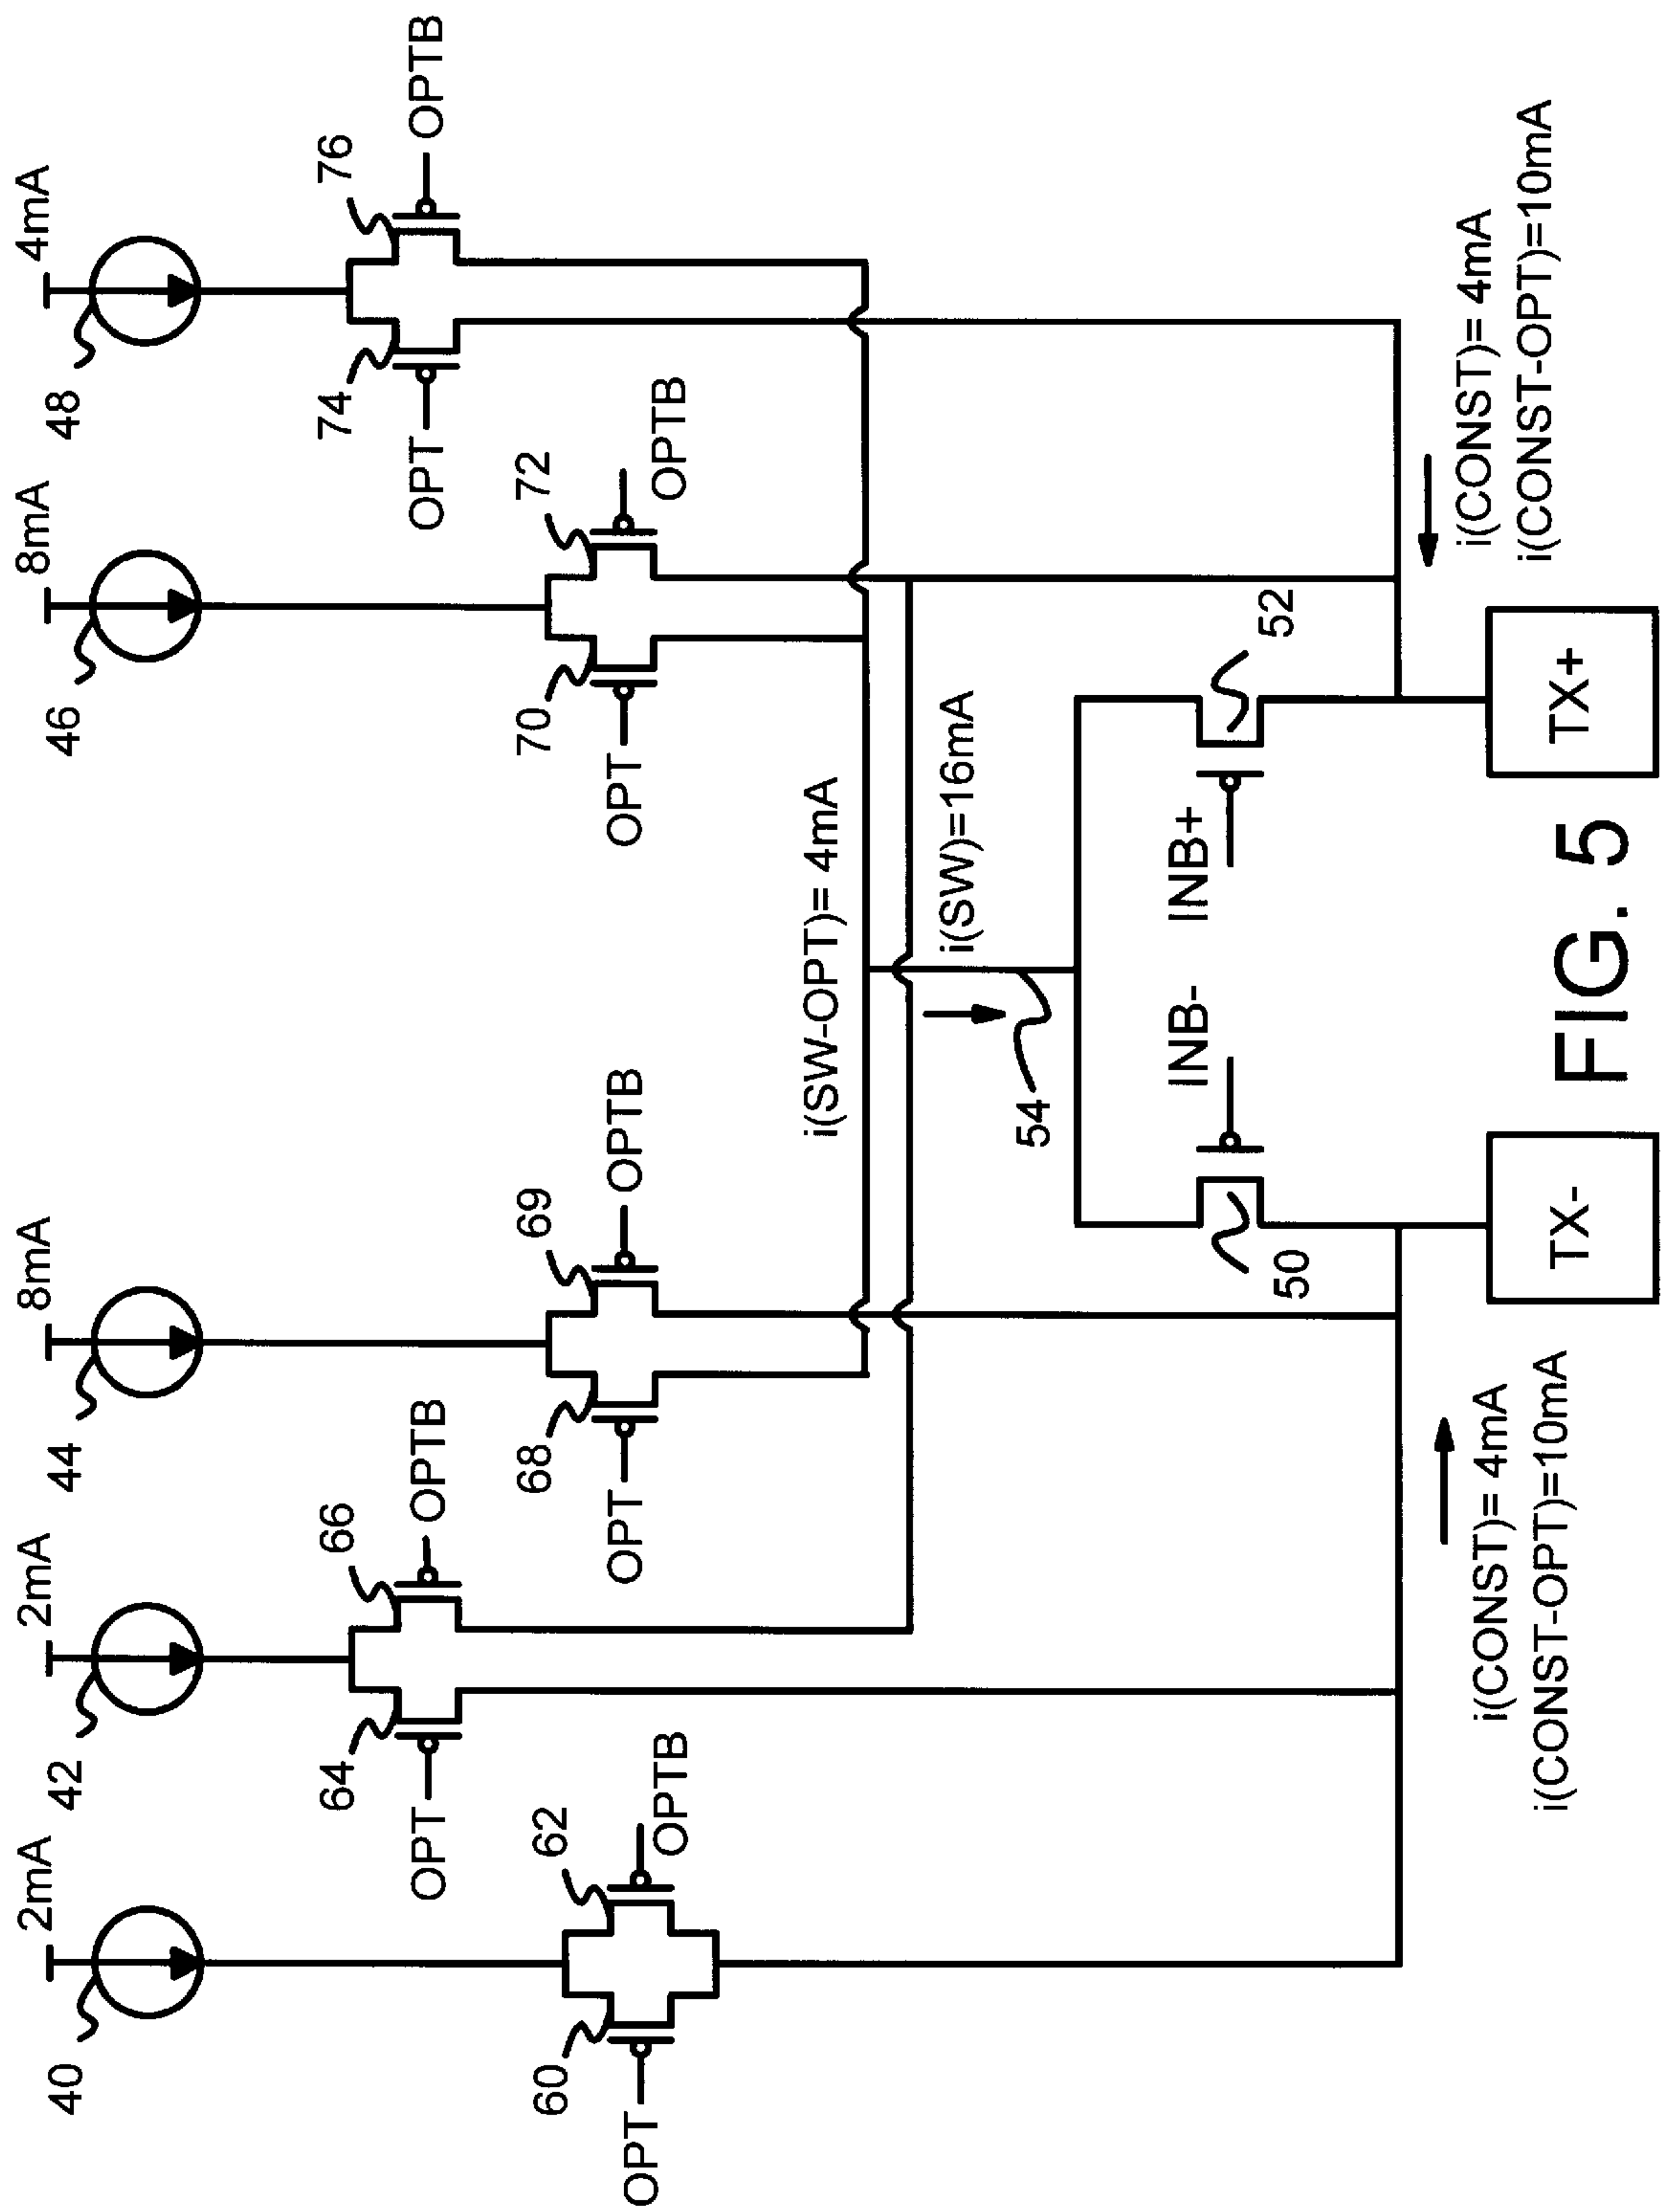 2mA
2mA
8mA
8mA
4mA
40
42
44
46
48
64
66
74
76
OPT
OPTB
OPT
OPTB
60
62
68
69
70
72
OPT
OPTB
OPT
OPTB
OPT
OPTB
i(SW-OPT)= 4mA
i(SW)=16mA
54
INB-
INB+
50
52
i(CONST)= 4mA
i(CONST-OPT)=10mA
i(CONST)= 4mA
i(CONST-OPT)=10mA
TX-
TX+
FIG. 5